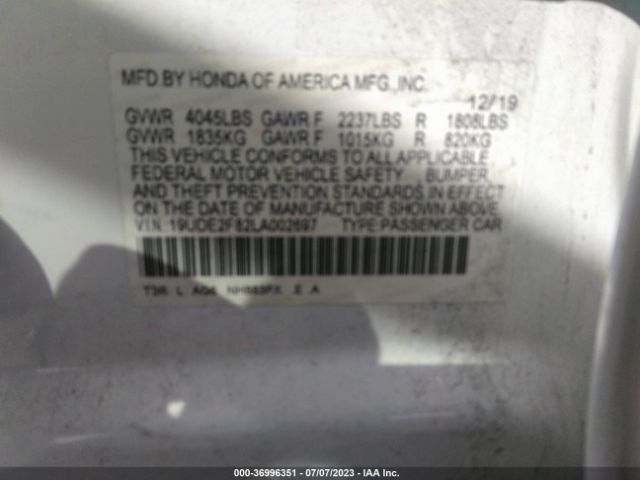 MFD.BY HONDA OF AMERICA MFG.,INC.
12/19
GVWR 4045LBS GAWR F 2237LBS R 1808LBS
GVWR 1835KG GAWR F 1015KG R 820KG
THIS VEHICLE CONFORMS TO ALL APPLICABLE
FEDERAL MOTOR VEHICLE SAFETY, BUMPER,
AND THEFT PREVENTION STANDARDS IN EFFECT
ON THE DATE OF MANUFACTURE SHOWN ABOVE.
V.I.N.: 19UDE2F82LA002697 TYPE:PASSENGER CAR
L E A
000-36996351 - 07/07/2023 - IAA Inc.